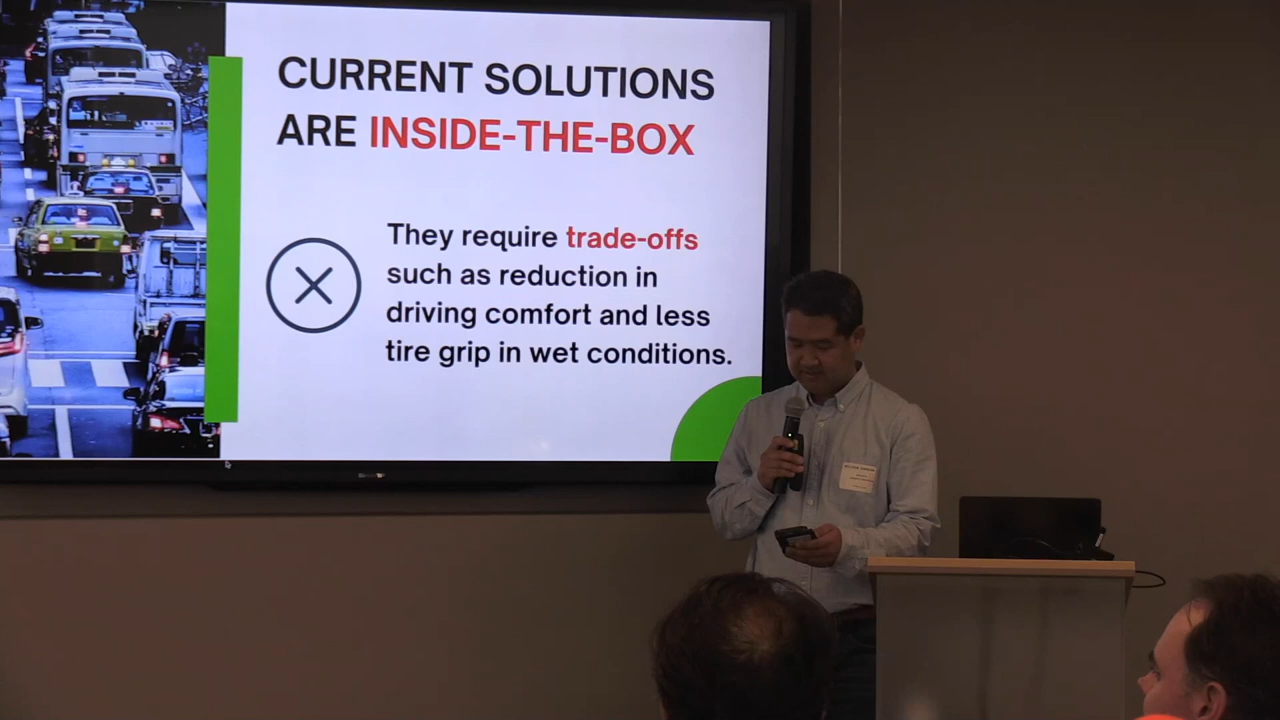 CURRENT SOLUTIONS
ARE INSIDE-THE-BOX
They require trade-offs
such as reduction in
driving comfort and less
tire grip in wet conditions.